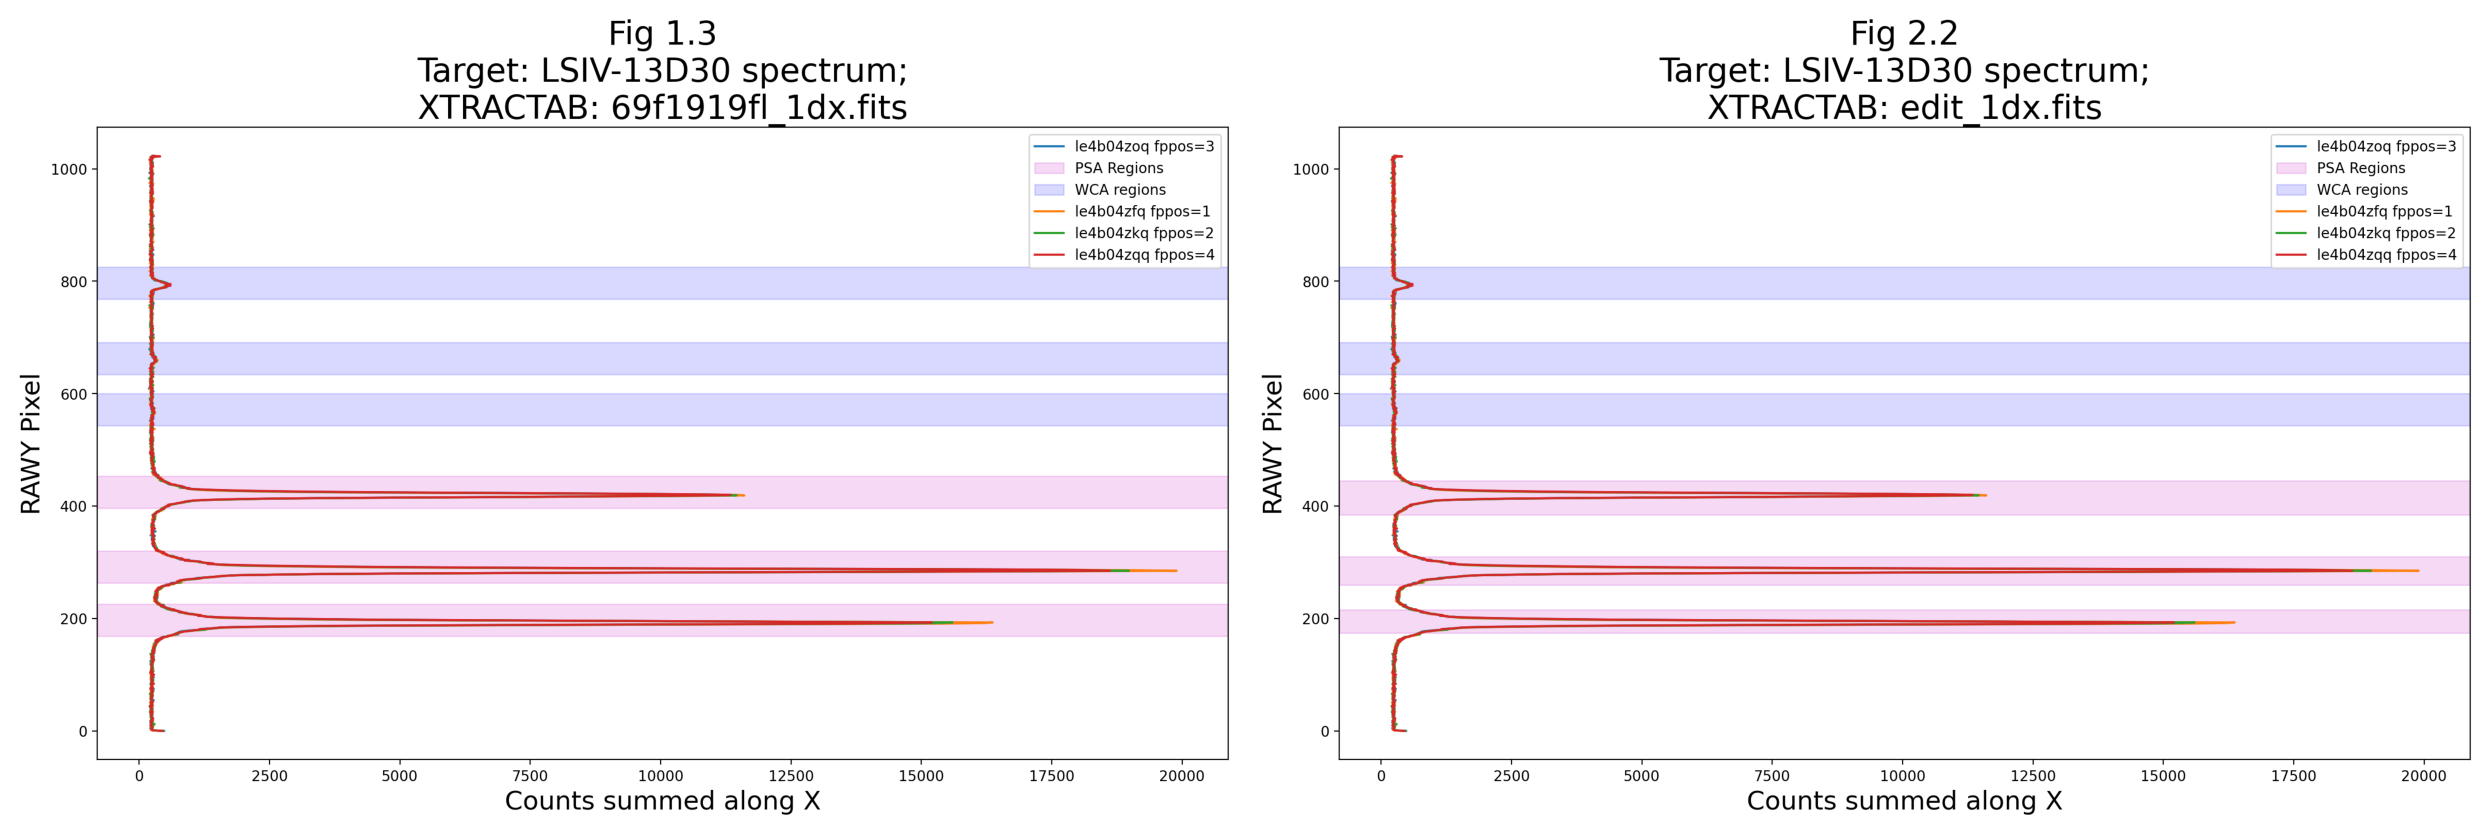 Fig 1.3
Target: LSIV-13D30 spectrum;
XTRACTAB: 69f1919fl_1dx.fits
le4b04zoq fppos=3
PSA Regions
WCA regions
le4b04zfq fppos=1
le4b04zkq fppos=2
le4b04zqq fppos=4
RAWY Pixel
1000
800
600
400
200
0
0 2500 5000 7500 10000 12500 15000 17500 20000
Counts summed along X
Fig 2.2
Target: LSIV-13D30 spectrum;
XTRACTAB: edit_1dx.fits
le4b04zoq fppos=3
PSA Regions
WCA regions
le4b04zfq fppos=1
le4b04zkq fppos=2
le4b04zqq fppos=4
RAWY Pixel
1000
800
600
400
200
0
0 2500 5000 7500 10000 12500 15000 17500 20000
Counts summed along X